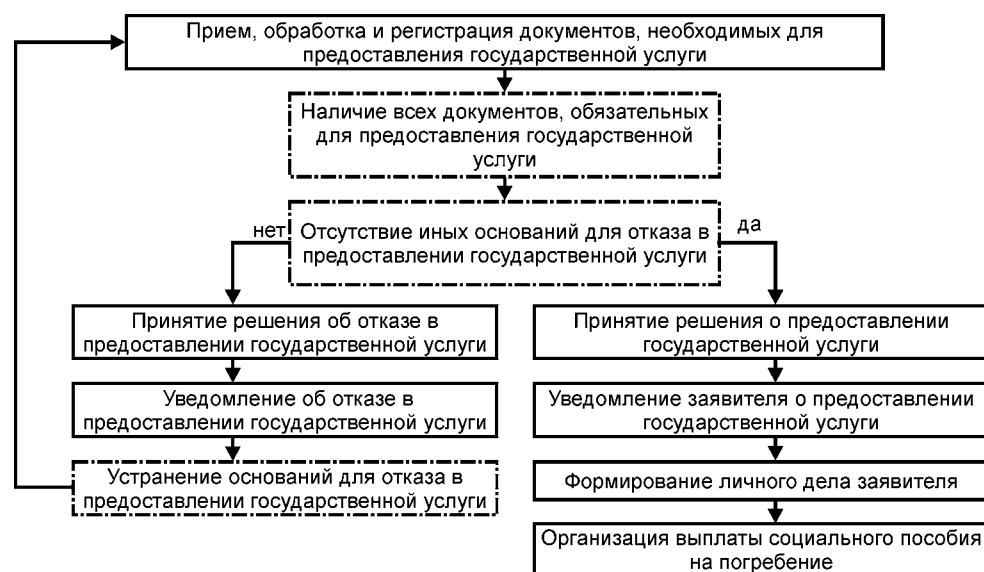 Прием, обработка и регистрация документов, необходимых для
предоставления государственной услуги
Наличие всех документов, обязательных
для предоставления государственной
услуги
нет
Отсутствие иных оснований для отказа в
предоставлении государственной услуги
да
Принятие решения об отказе в
предоставлении государственной услуги
Уведомление об отказе в
предоставлении государственной услуги
Устранение оснований для отказа в
предоставлении государственной услуги
Принятие решения о предоставлении
государственной услуги
Уведомление заявителя о предоставлении
государственной услуги
Формирование личного дела заявителя
Организация выплаты социального пособия
на погребение